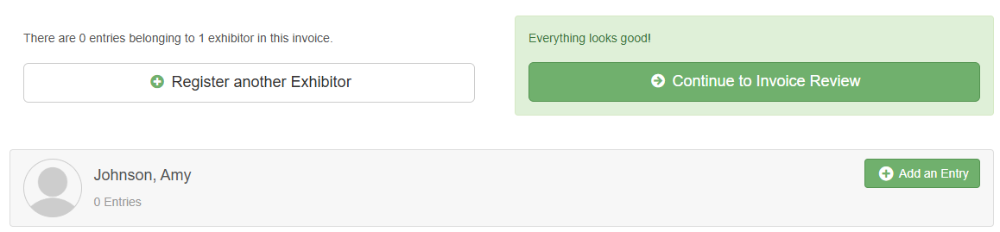 There are 0 entries belonging to 1 exhibitor in this invoice.
Register another Exhibitor
Everything looks good!
Continue to Invoice Review
Johnson, Amy
0 Entries
Add an Entry